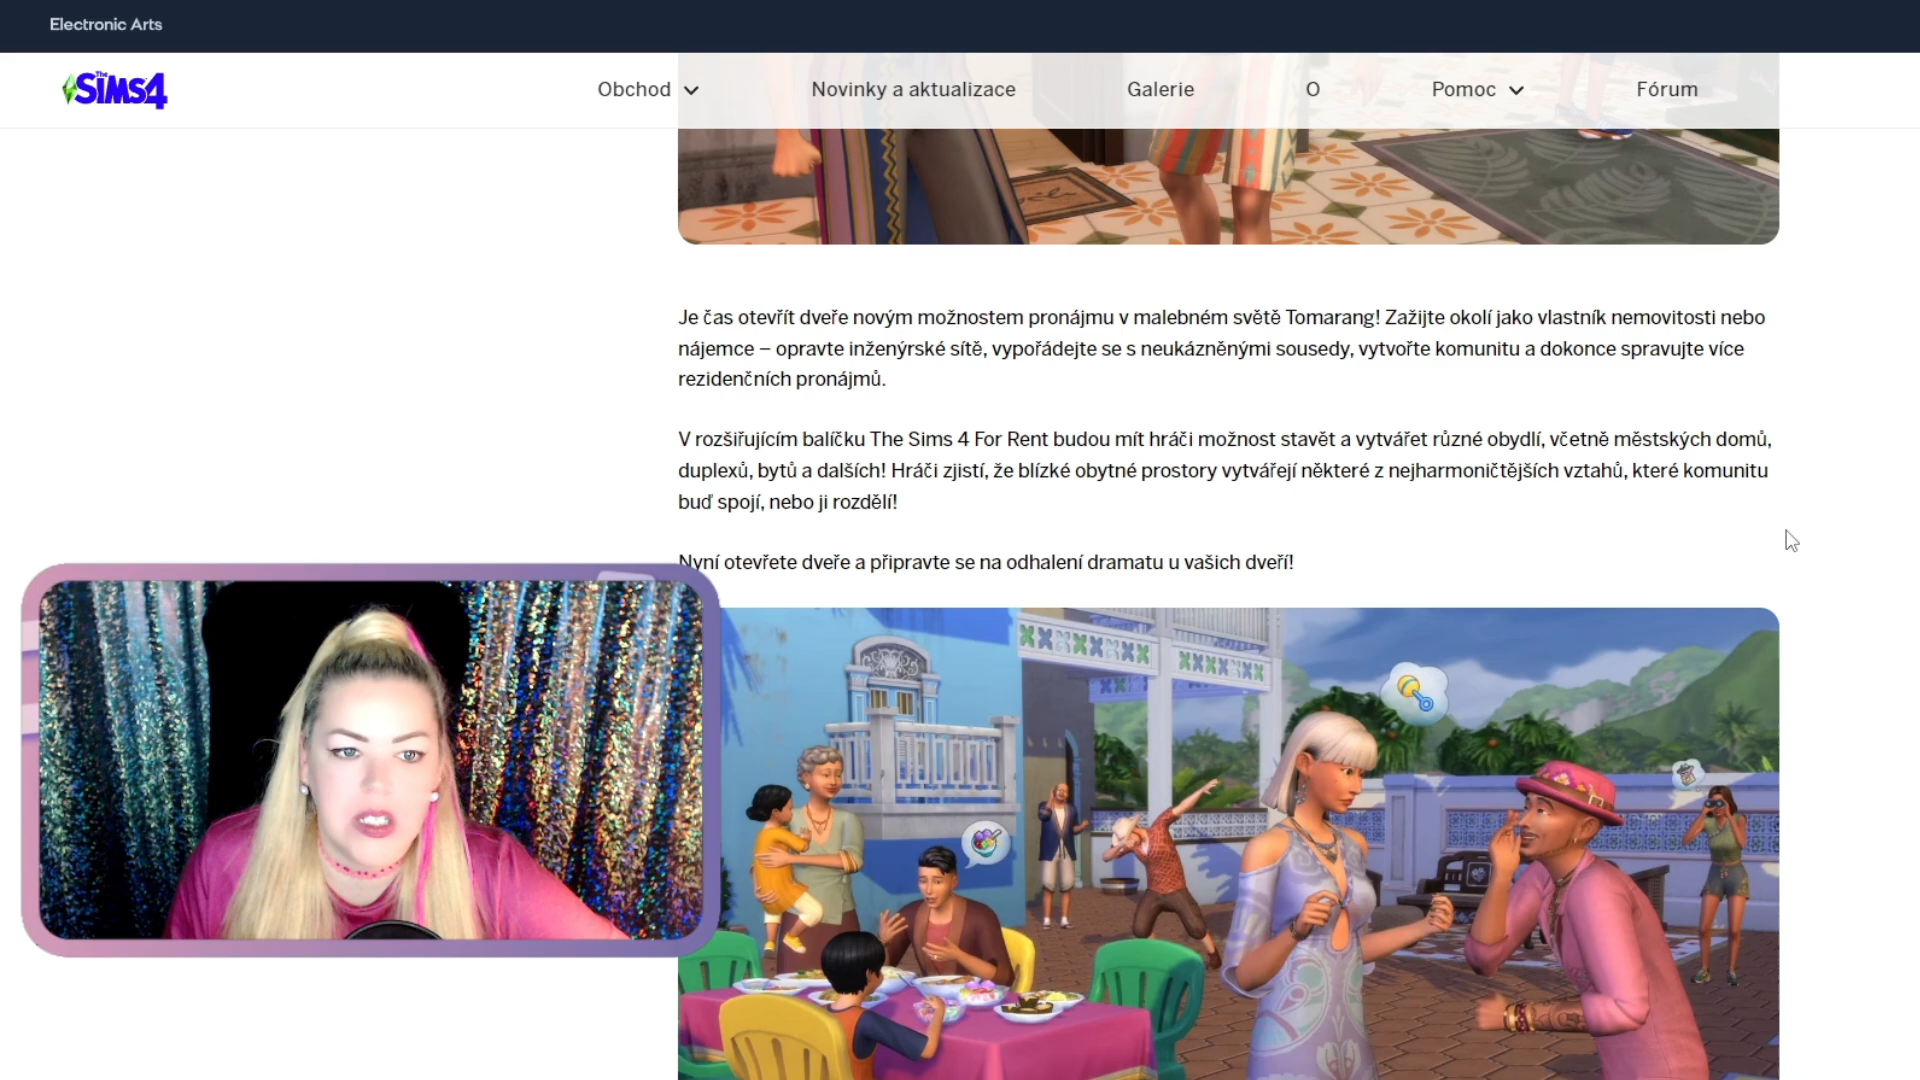 Electronic Arts
The SIMS4
Obchod
Novinky a aktualizace
Galerie
O
Pomoc
Fórum
Je čas otevřít dveře novým možnostem pronájmu v malebném světě Tomarang! Zažijte okolí jako vlastník nemovitosti nebo
nájemce – opravte inženýrské sítě, vypořádejte se s neukázněnými sousedy, vytvořte komunitu a dokonce spravujte více
rezidenčních pronájmů.
V rozšiřujícím balíčku The Sims 4 For Rent budou mít hráči možnost stavět a vytvářet různé obydlí, včetně městských domů,
duplexů, bytů a dalších! Hráči zjistí, že blízké obytné prostory vytvářejí některé z nejharmoničtějších vztahů, které komunitu
buď spojí, nebo ji rozdělí!
Nyní otevřete dveře a připravte se na odhalení dramatu u vašich dveří!